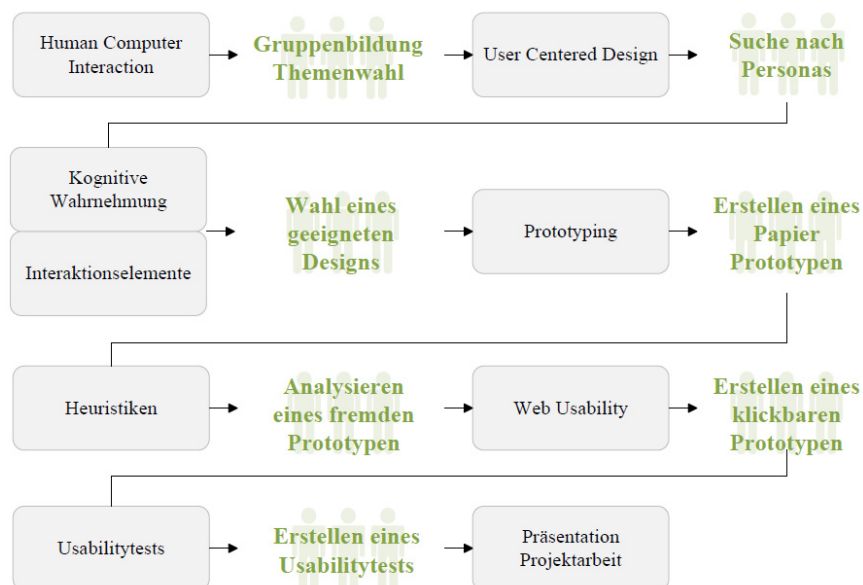 Human Computer
Interaction
Gruppenbildung
Themenwahl
User Centered Design
Suche nach
Personas
Kognitive
Wahrnehmung
Interaktionselemente
Wahl eines
geeigneten
Designs
Prototyping
Erstellen eines
Papier
Prototypen
Heuristiken
Analysieren
eines fremden
Prototypen
Web Usability
Erstellen eines
klickbaren
Prototypen
Usabilitytests
Erstellen eines
Usabilitytests
Präsentation
Projektarbeit